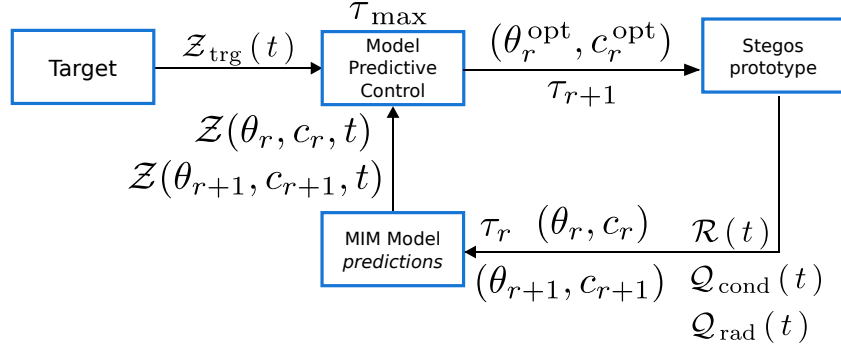 τ_max
Target
𝒵_trg(t)
Model
Predictive
Control
(θ_r^opt, c_r^opt)
τ_{r+1}
Stegos
prototype
𝒵(θ_r, c_r, t)
𝒵(θ_{r+1}, c_{r+1}, t)
MIM Model
predictions
τ_r (θ_r, c_r)
(θ_{r+1}, c_{r+1})
ℛ(t)
𝒬_cond(t)
𝒬_rad(t)